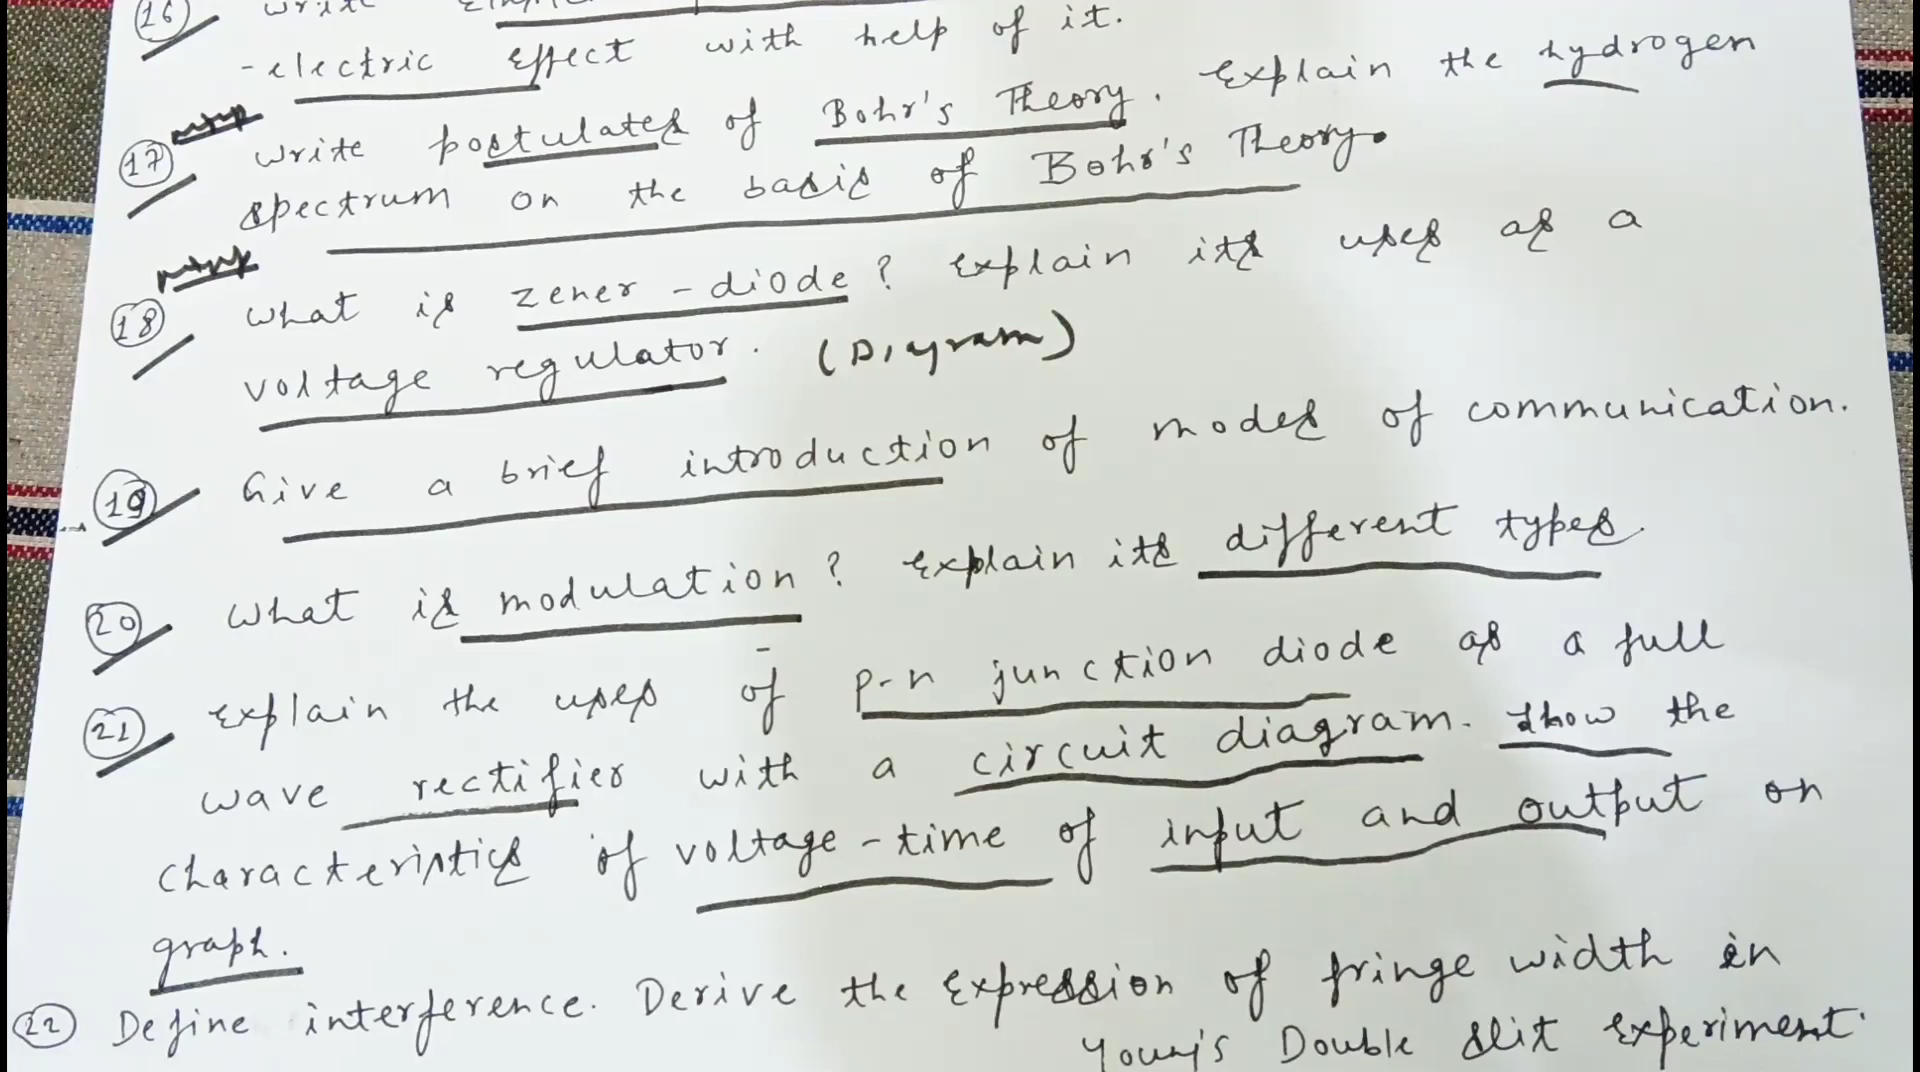 16
-electric effect with help of it.
17 write postulates of Bohr's Theory. Explain the hydrogen
spectrum on the basis of Bohr's Theory.
18 what is zener-diode? Explain its uses as a
voltage regulator. (Diagram)
19 Give a brief introduction of modes of communication.
20 what is modulation? Explain its different types.
21 Explain the uses of p-n junction diode as a full
wave rectifier with a circuit diagram. show the
characteristics of voltage-time of input and output on
graph.
22 Define interference. Derive the expression of fringe width in
Young's Double slit experiment.